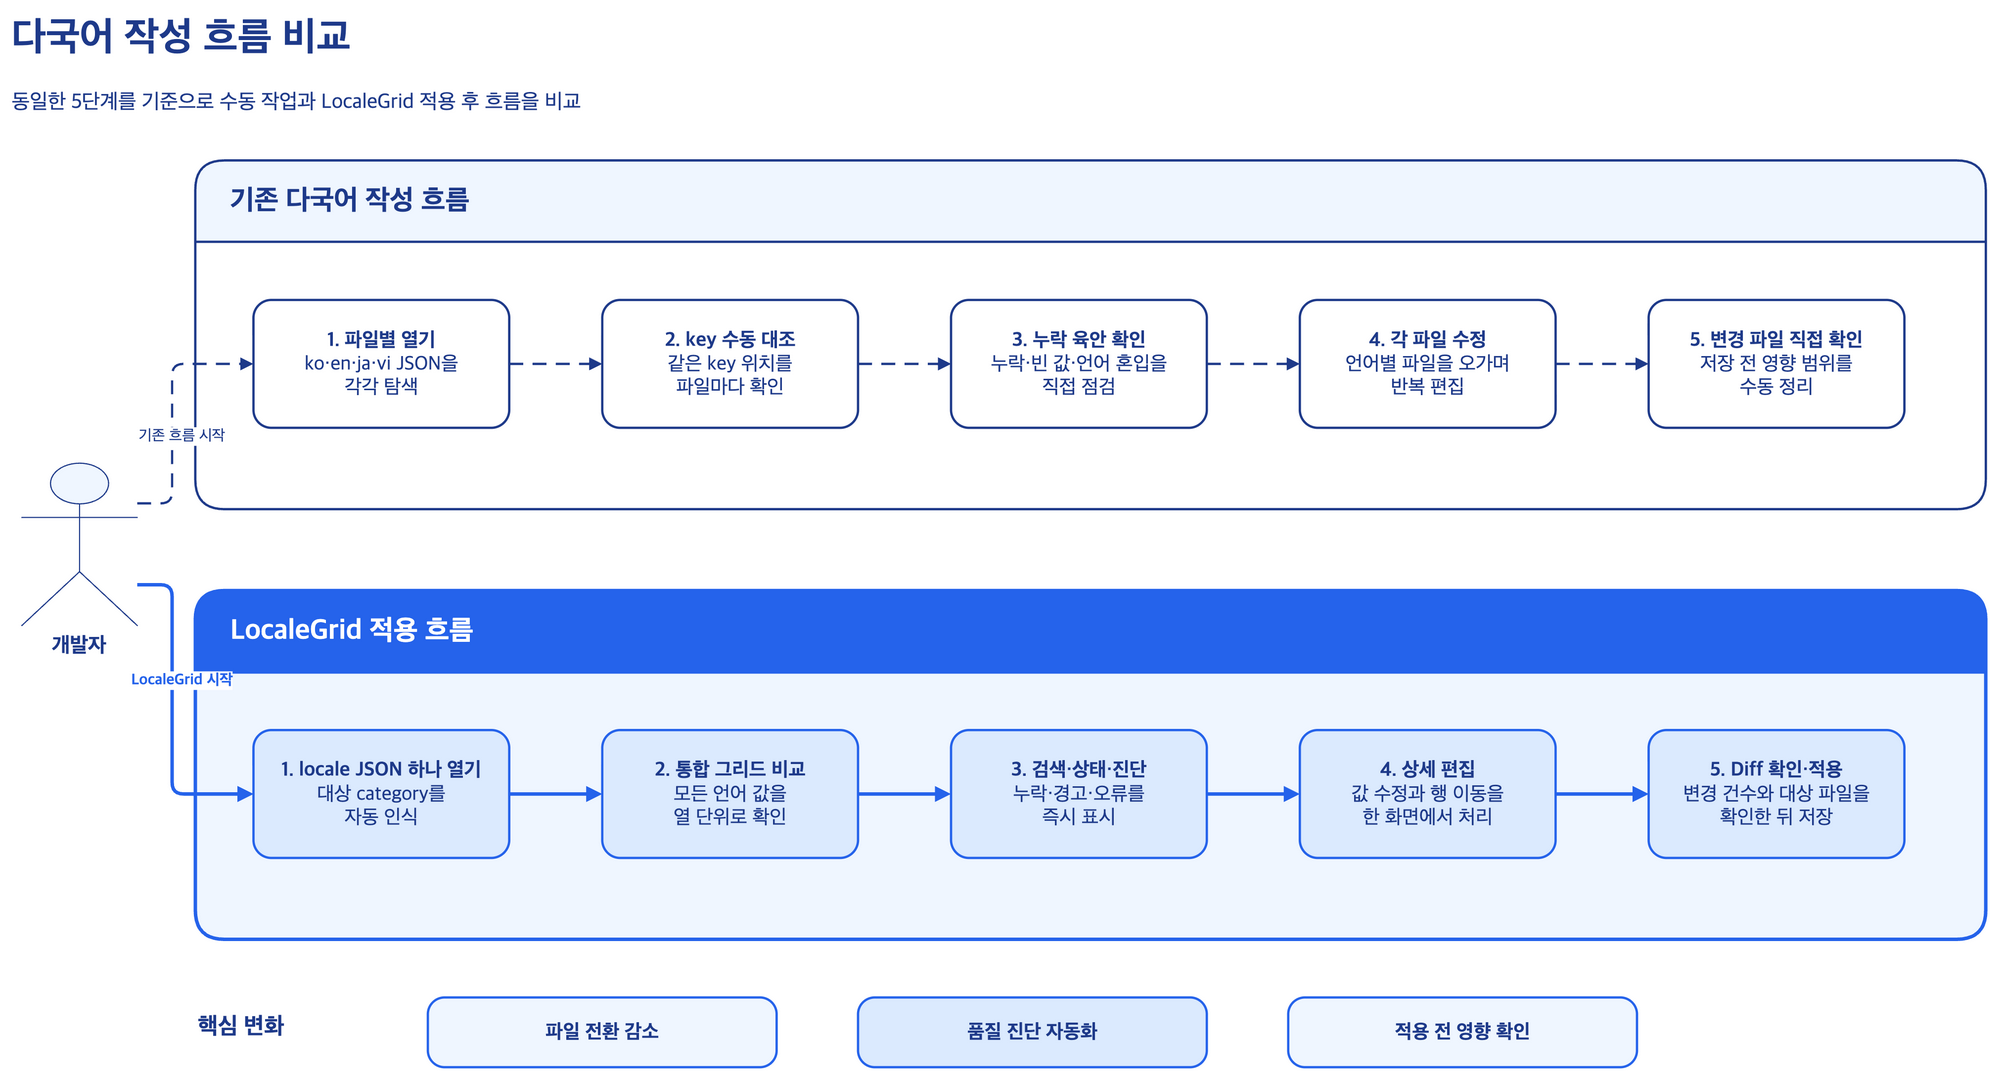 다국어 작성 흐름 비교
동일한 5단계를 기준으로 수동 작업과 LocaleGrid 적용 후 흐름을 비교
기존 다국어 작성 흐름
1. 파일별 열기
ko·en·ja·vi JSON을
각각 탐색
2. key 수동 대조
같은 key 위치를
파일마다 확인
3. 누락 육안 확인
누락·빈 값·언어 혼입을
직접 점검
4. 각 파일 수정
언어별 파일을 오가며
반복 편집
5. 변경 파일 직접 확인
저장 전 영향 범위를
수동 정리
기존 흐름 시작
개발자
LocaleGrid 시작
LocaleGrid 적용 흐름
1. locale JSON 하나 열기
대상 category를
자동 인식
2. 통합 그리드 비교
모든 언어 값을
열 단위로 확인
3. 검색·상태·진단
누락·경고·오류를
즉시 표시
4. 상세 편집
값 수정과 행 이동을
한 화면에서 처리
5. Diff 확인·적용
변경 건수와 대상 파일을
확인한 뒤 저장
핵심 변화
파일 전환 감소
품질 진단 자동화
적용 전 영향 확인